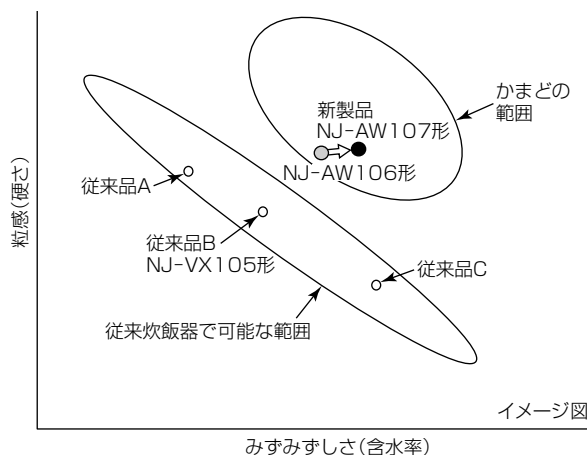 粒感（硬さ）
かまどの
範囲
新製品
NJ-AW107形
NJ-AW106形
従来品A
従来品B
NJ-VX105形
従来品C
従来炊飯器で可能な範囲
イメージ図
みずみずしさ（含水率）